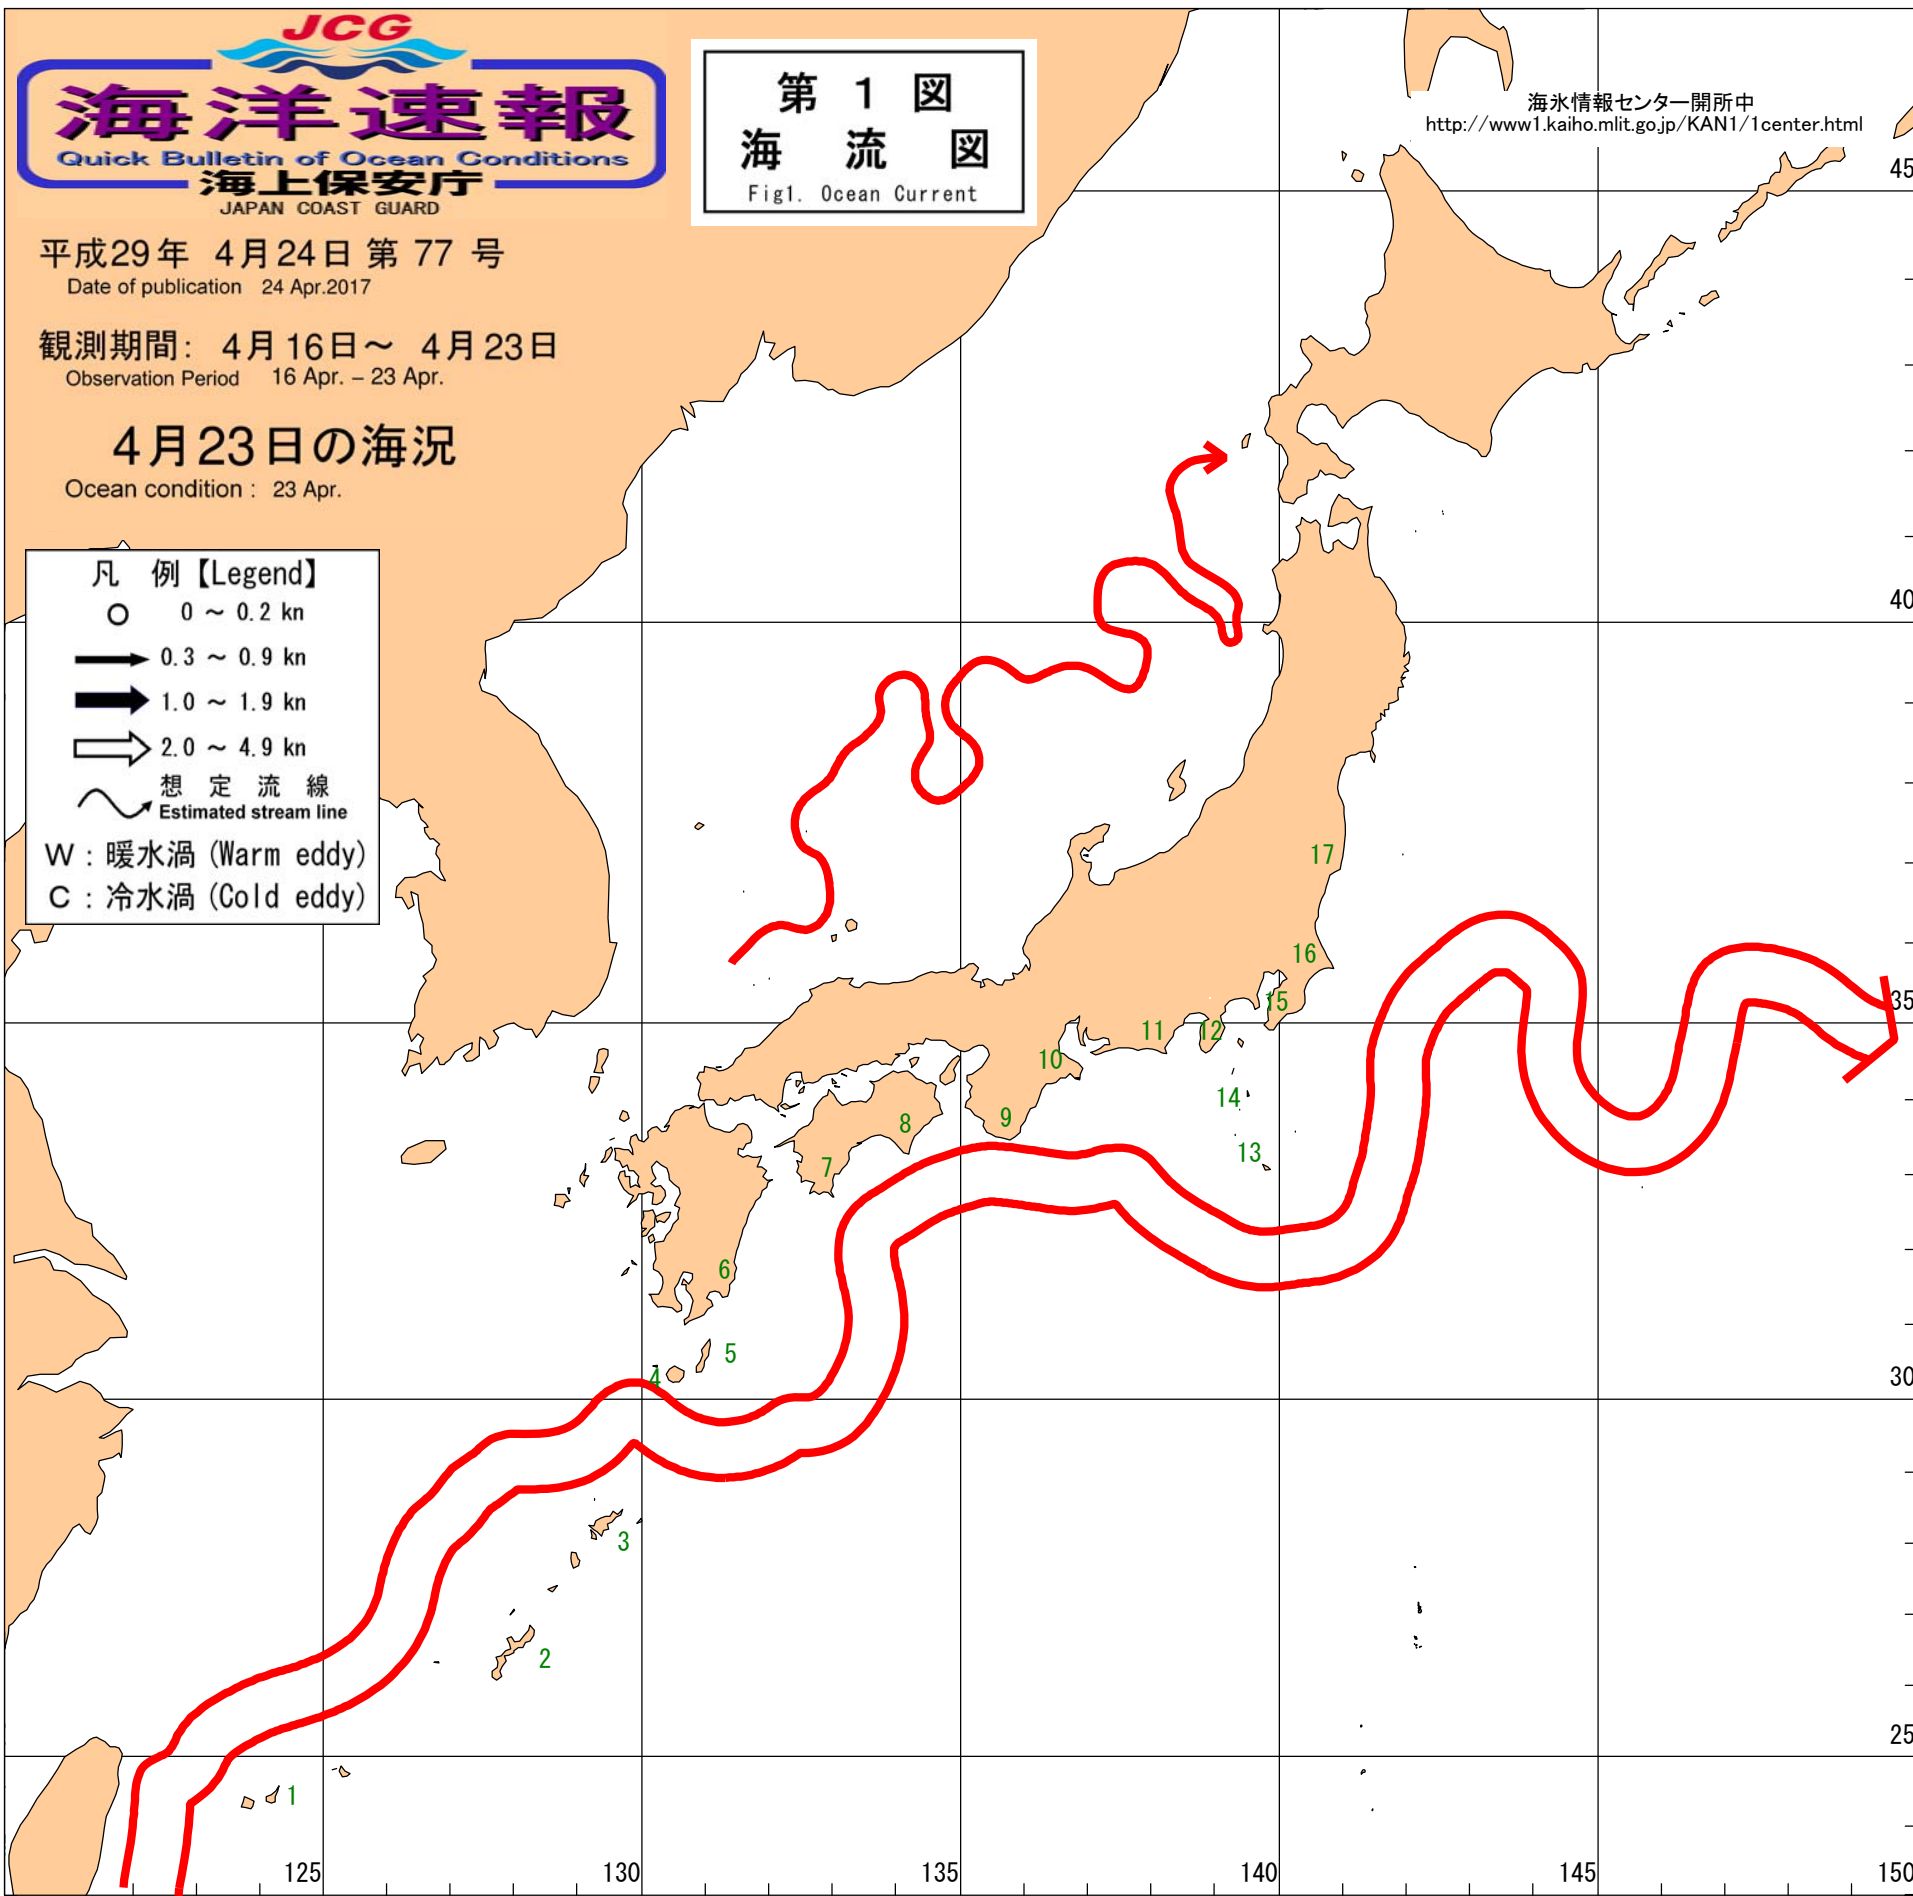 JCG
海洋速報
Quick Bulletin of Ocean Conditions
海上保安庁
JAPAN COAST GUARD
第 1 図
海 流 図
Fig1. Ocean Current
海氷情報センター開所中
http://www1.kaiho.mlit.go.jp/KAN1/1center.html
平成29年 4月24日 第 77 号
Date of publication 24 Apr.2017
観測期間: 4月16日～ 4月23日
Observation Period 16 Apr. – 23 Apr.
4月23日の海況
Ocean condition : 23 Apr.
凡 例【Legend】
0 ～ 0.2 kn
0.3 ～ 0.9 kn
1.0 ～ 1.9 kn
2.0 ～ 4.9 kn
想 定 流 線
Estimated stream line
W : 暖水渦 (Warm eddy)
C : 冷水渦 (Cold eddy)
45
40
17
16
35
15
11
12
10
14
8
9
13
7
6
5
4
30
3
2
25
1
125
130
135
140
145
150